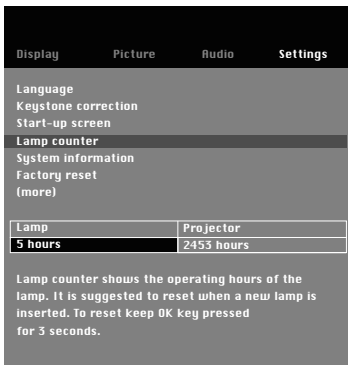 Display Picture Audio Settings
Language
Keystone correction
Start-up screen
Lamp counter
System information
Factory reset
(more)
Lamp Projector
5 hours 2453 hours
Lamp counter shows the operating hours of the
lamp. It is suggested to reset when a new lamp is
inserted. To reset keep OK key pressed
for 3 seconds.